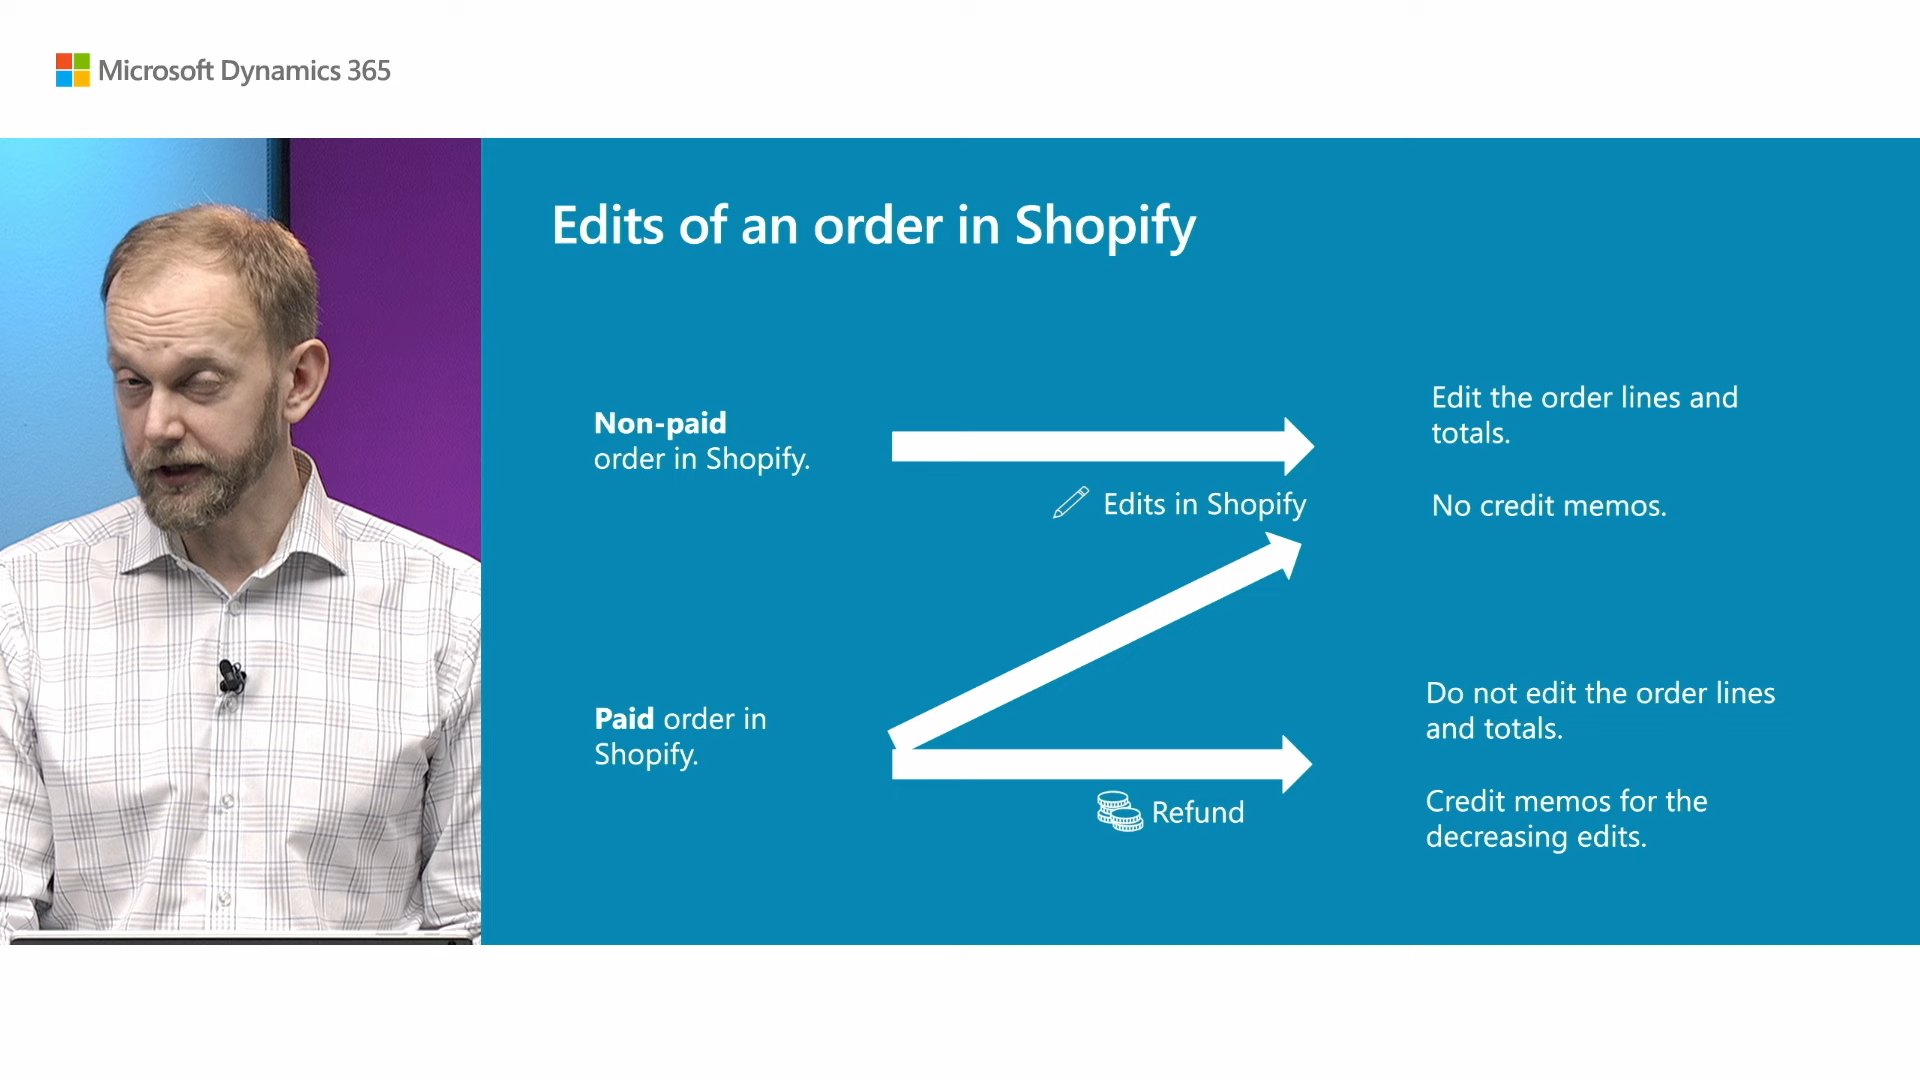 Microsoft Dynamics 365
Edits of an order in Shopify
Non-paid
order in Shopify.
Edits in Shopify
Edit the order lines and
totals.
No credit memos.
Paid order in
Shopify.
Refund
Do not edit the order lines
and totals.
Credit memos for the
decreasing edits.